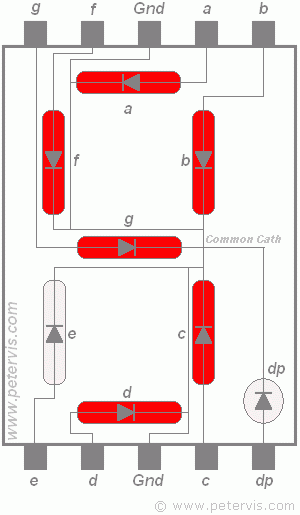 g f Gnd a b
a
f
b
g
Common Cath
e
c
dp
d
www.petervis.com
e d Gnd c dp
© www.petervis.com